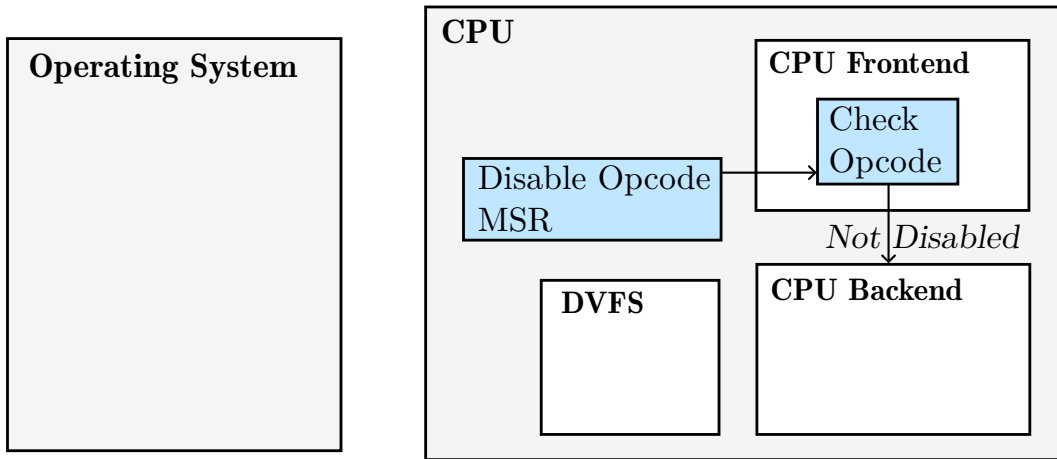 Operating System
CPU
CPU Frontend
Check
Opcode
Disable Opcode
MSR
Not Disabled
DVFS
CPU Backend